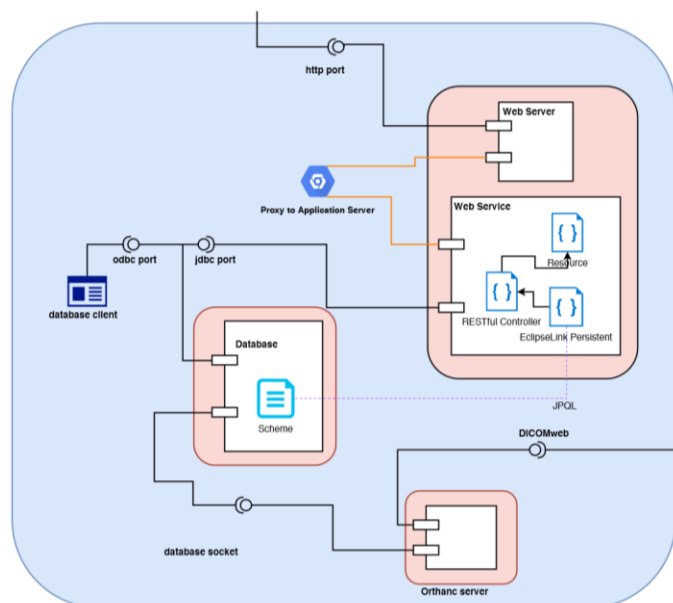 http port
Web Server
Proxy to Application Server
Web Service
{ }
Resource
{ }
RESTful Controller
{ }
EclipseLink Persistent
odbc port
jdbc port
database client
Database
Scheme
JPQL
DICOMweb
database socket
Orthanc server